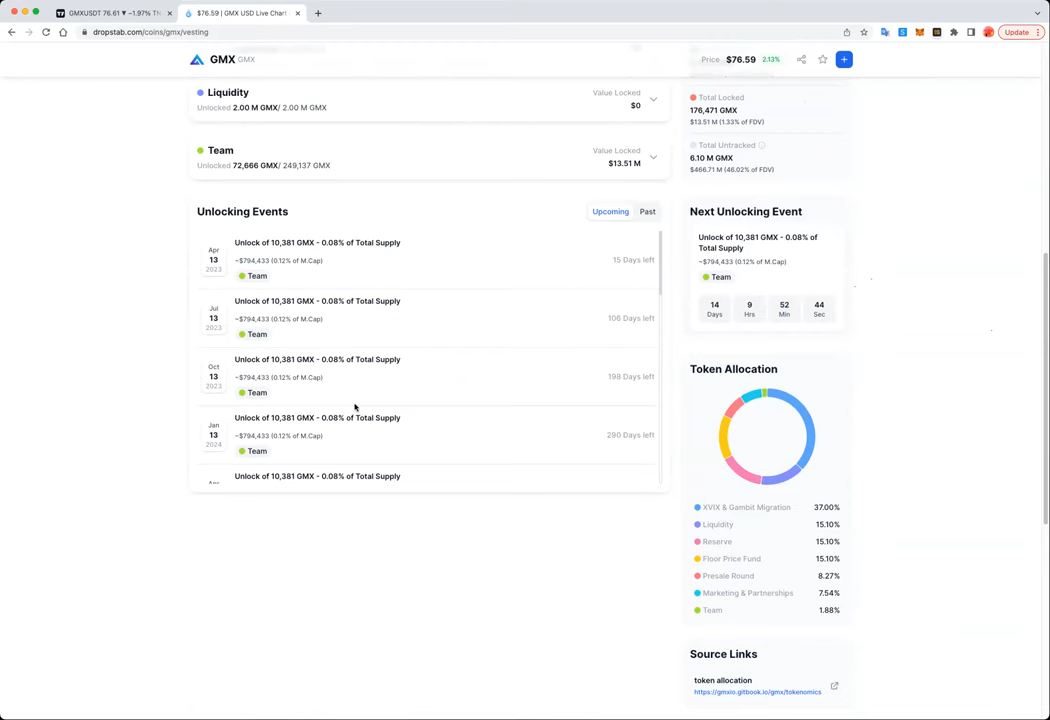 GMXUSDT 76.61 ▼ −1.97%
$76.59 | GMX USD Live Chart
dropstab.com/coins/gmx/vesting
Update
GMX GMX
Price $76.59 2.13%
Liquidity
Unlocked 2.00 M GMX/ 2.00 M GMX
Value Locked
$0
Team
Unlocked 72,666 GMX/ 249,137 GMX
Value Locked
$13.51 M
Unlocking Events
Upcoming Past
Apr
13
2023
Unlock of 10,381 GMX - 0.08% of Total Supply
~$794,433 (0.12% of M.Cap)
Team
15 Days left
Jul
13
2023
Unlock of 10,381 GMX - 0.08% of Total Supply
~$794,433 (0.12% of M.Cap)
Team
106 Days left
Oct
13
2023
Unlock of 10,381 GMX - 0.08% of Total Supply
~$794,433 (0.12% of M.Cap)
Team
198 Days left
Jan
13
2024
Unlock of 10,381 GMX - 0.08% of Total Supply
~$794,433 (0.12% of M.Cap)
Team
290 Days left
Unlock of 10,381 GMX - 0.08% of Total Supply
Total Locked
176,471 GMX
$13.51 M (1.33% of FDV)
Total Untracked
6.10 M GMX
$466.71 M (46.02% of FDV)
Next Unlocking Event
Unlock of 10,381 GMX - 0.08% of
Total Supply
~$794,433 (0.12% of M.Cap)
Team
14 9 52 44
Days Hrs Min Sec
Token Allocation
XVIX & Gambit Migration 37.00%
Liquidity 15.10%
Reserve 15.10%
Floor Price Fund 15.10%
Presale Round 8.27%
Marketing & Partnerships 7.54%
Team 1.88%
Source Links
token allocation
https://gmxio.gitbook.io/gmx/tokenomics